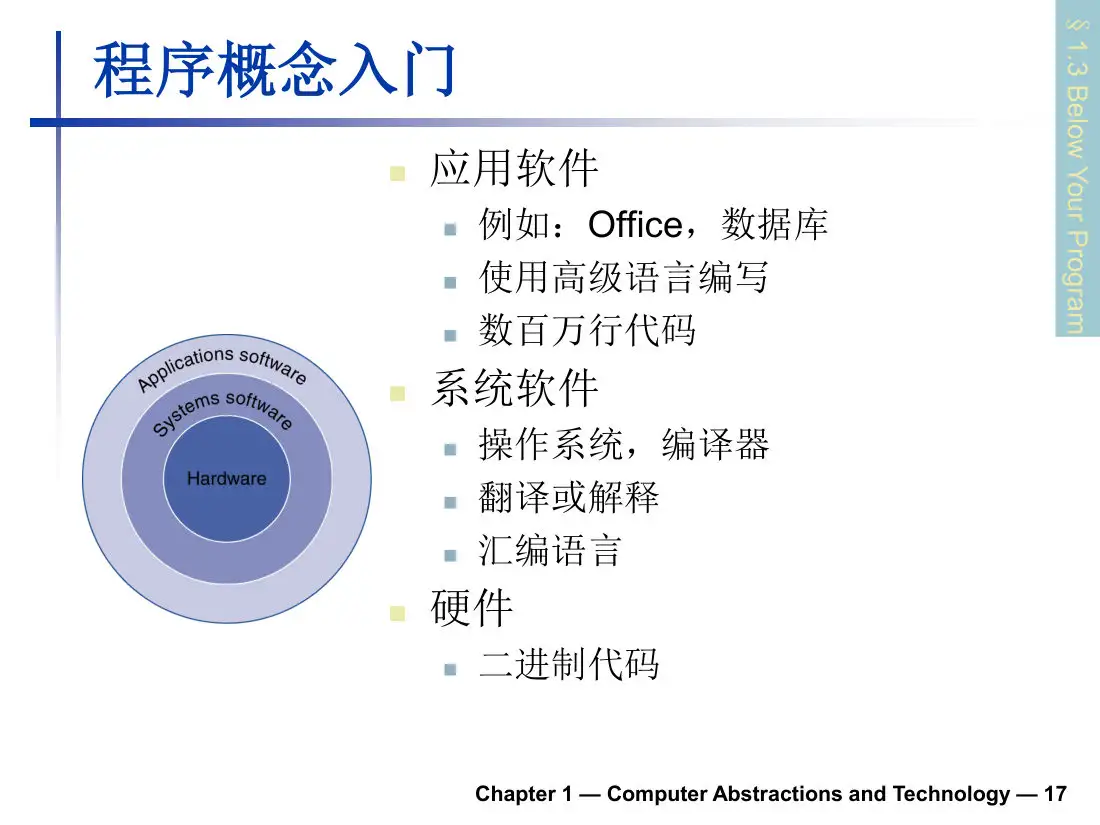 程序概念入门
§1.3 Below Your Program
应用软件
例如：Office，数据库
使用高级语言编写
数百万行代码
系统软件
操作系统，编译器
翻译或解释
汇编语言
硬件
二进制代码
Applications software
Systems software
Hardware
Chapter 1 — Computer Abstractions and Technology — 17